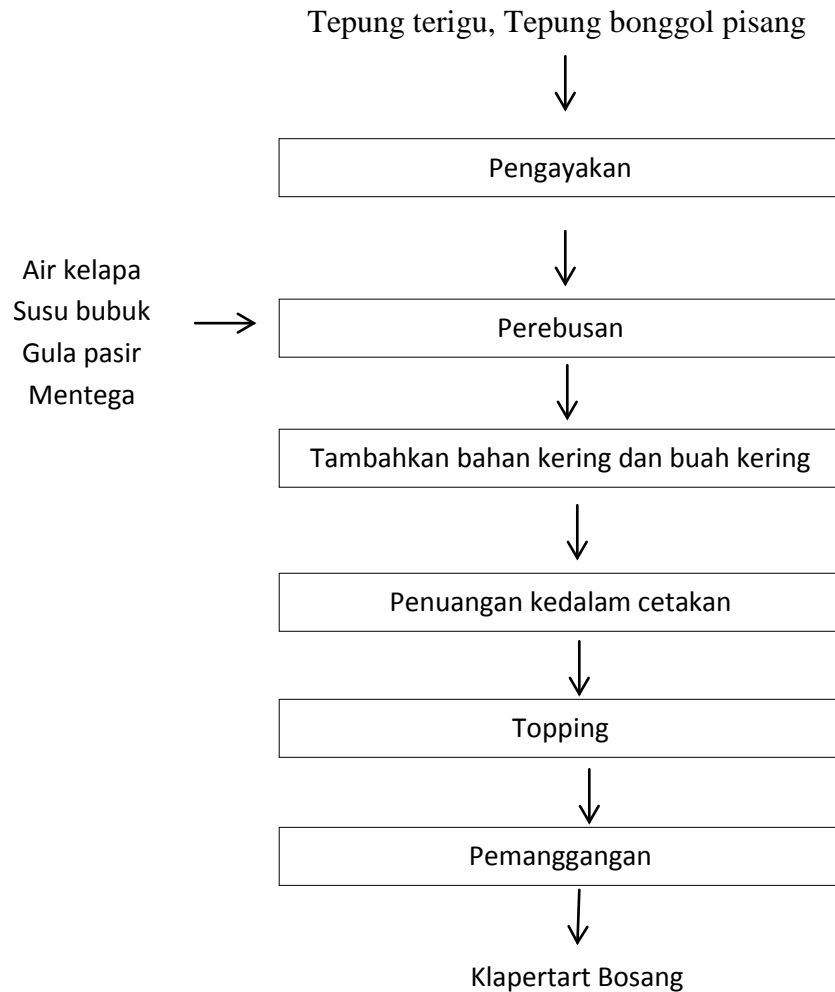 Tepung terigu, Tepung bonggol pisang
Pengayakan
Air kelapa
Susu bubuk
Gula pasir
Mentega
Perebusan
Tambahkan bahan kering dan buah kering
Penuangan kedalam cetakan
Topping
Pemanggangan
Klapertart Bosang